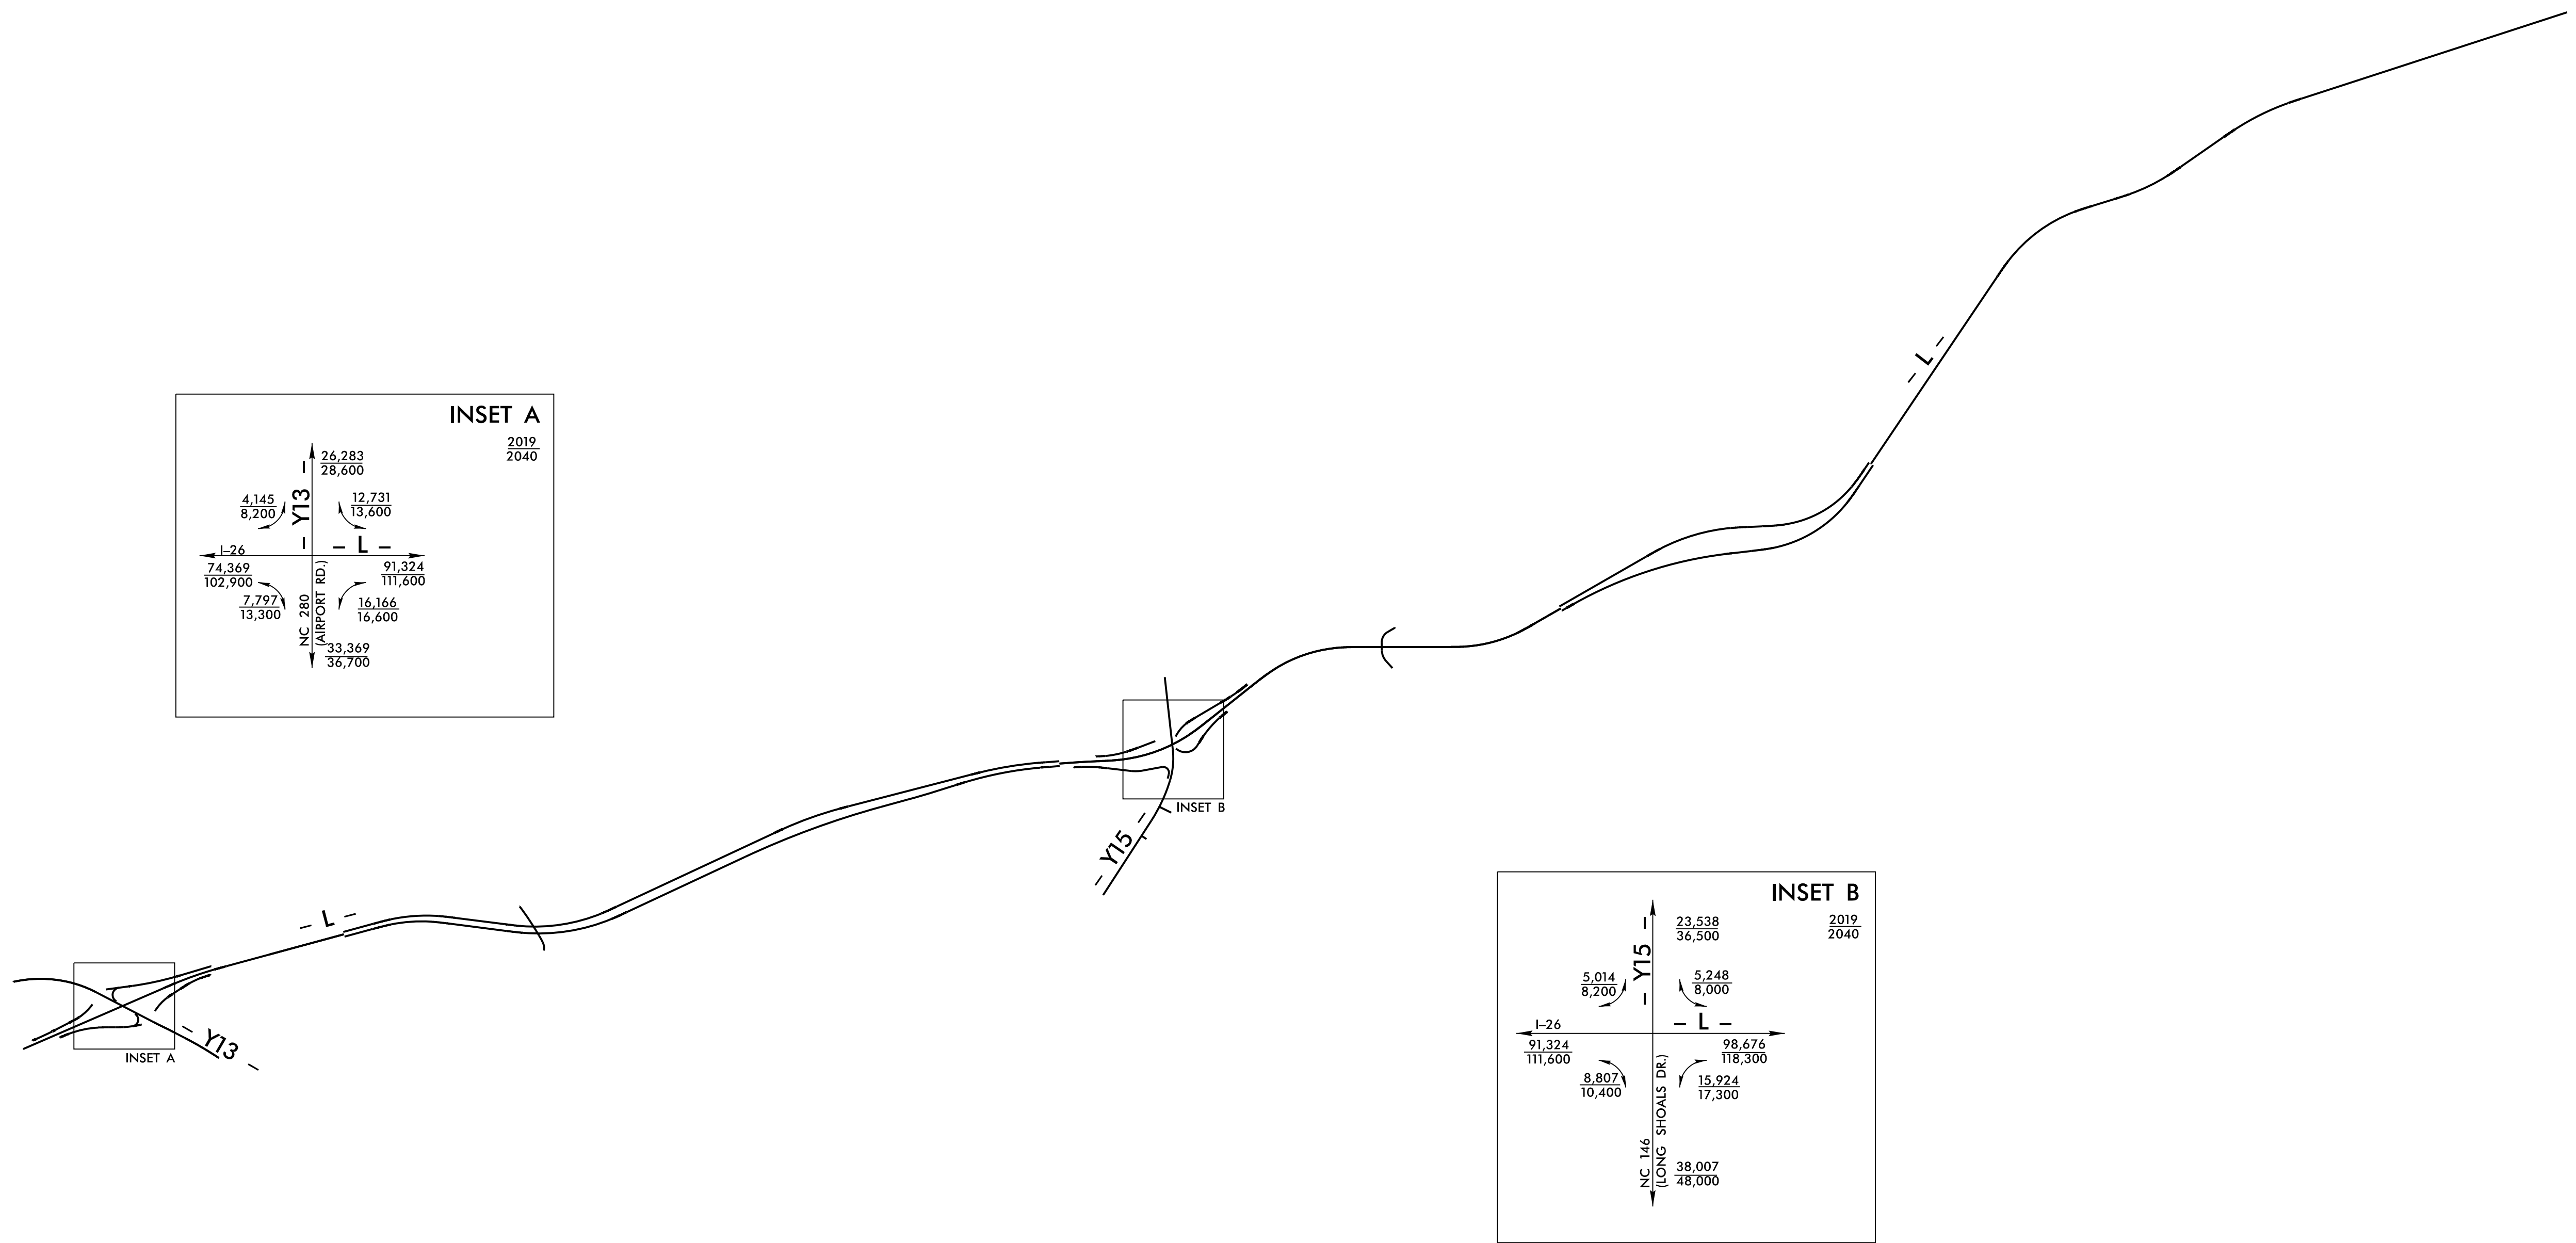 – L –
INSET A
2019
2040
26,283
28,600
– Y13 –
4,145
8,200
12,731
13,600
I–26
– L –
74,369
102,900
91,324
111,600
7,797
13,300
16,166
16,600
NC 280
(AIRPORT RD.)
33,369
36,700
INSET B
– Y15 –
INSET B
2019
2040
23,538
36,500
– Y15 –
5,014
8,200
5,248
8,000
I–26
– L –
91,324
111,600
98,676
118,300
8,807
10,400
15,924
17,300
NC 146
(LONG SHOALS DR.)
38,007
48,000
– L –
– Y13 –
INSET A